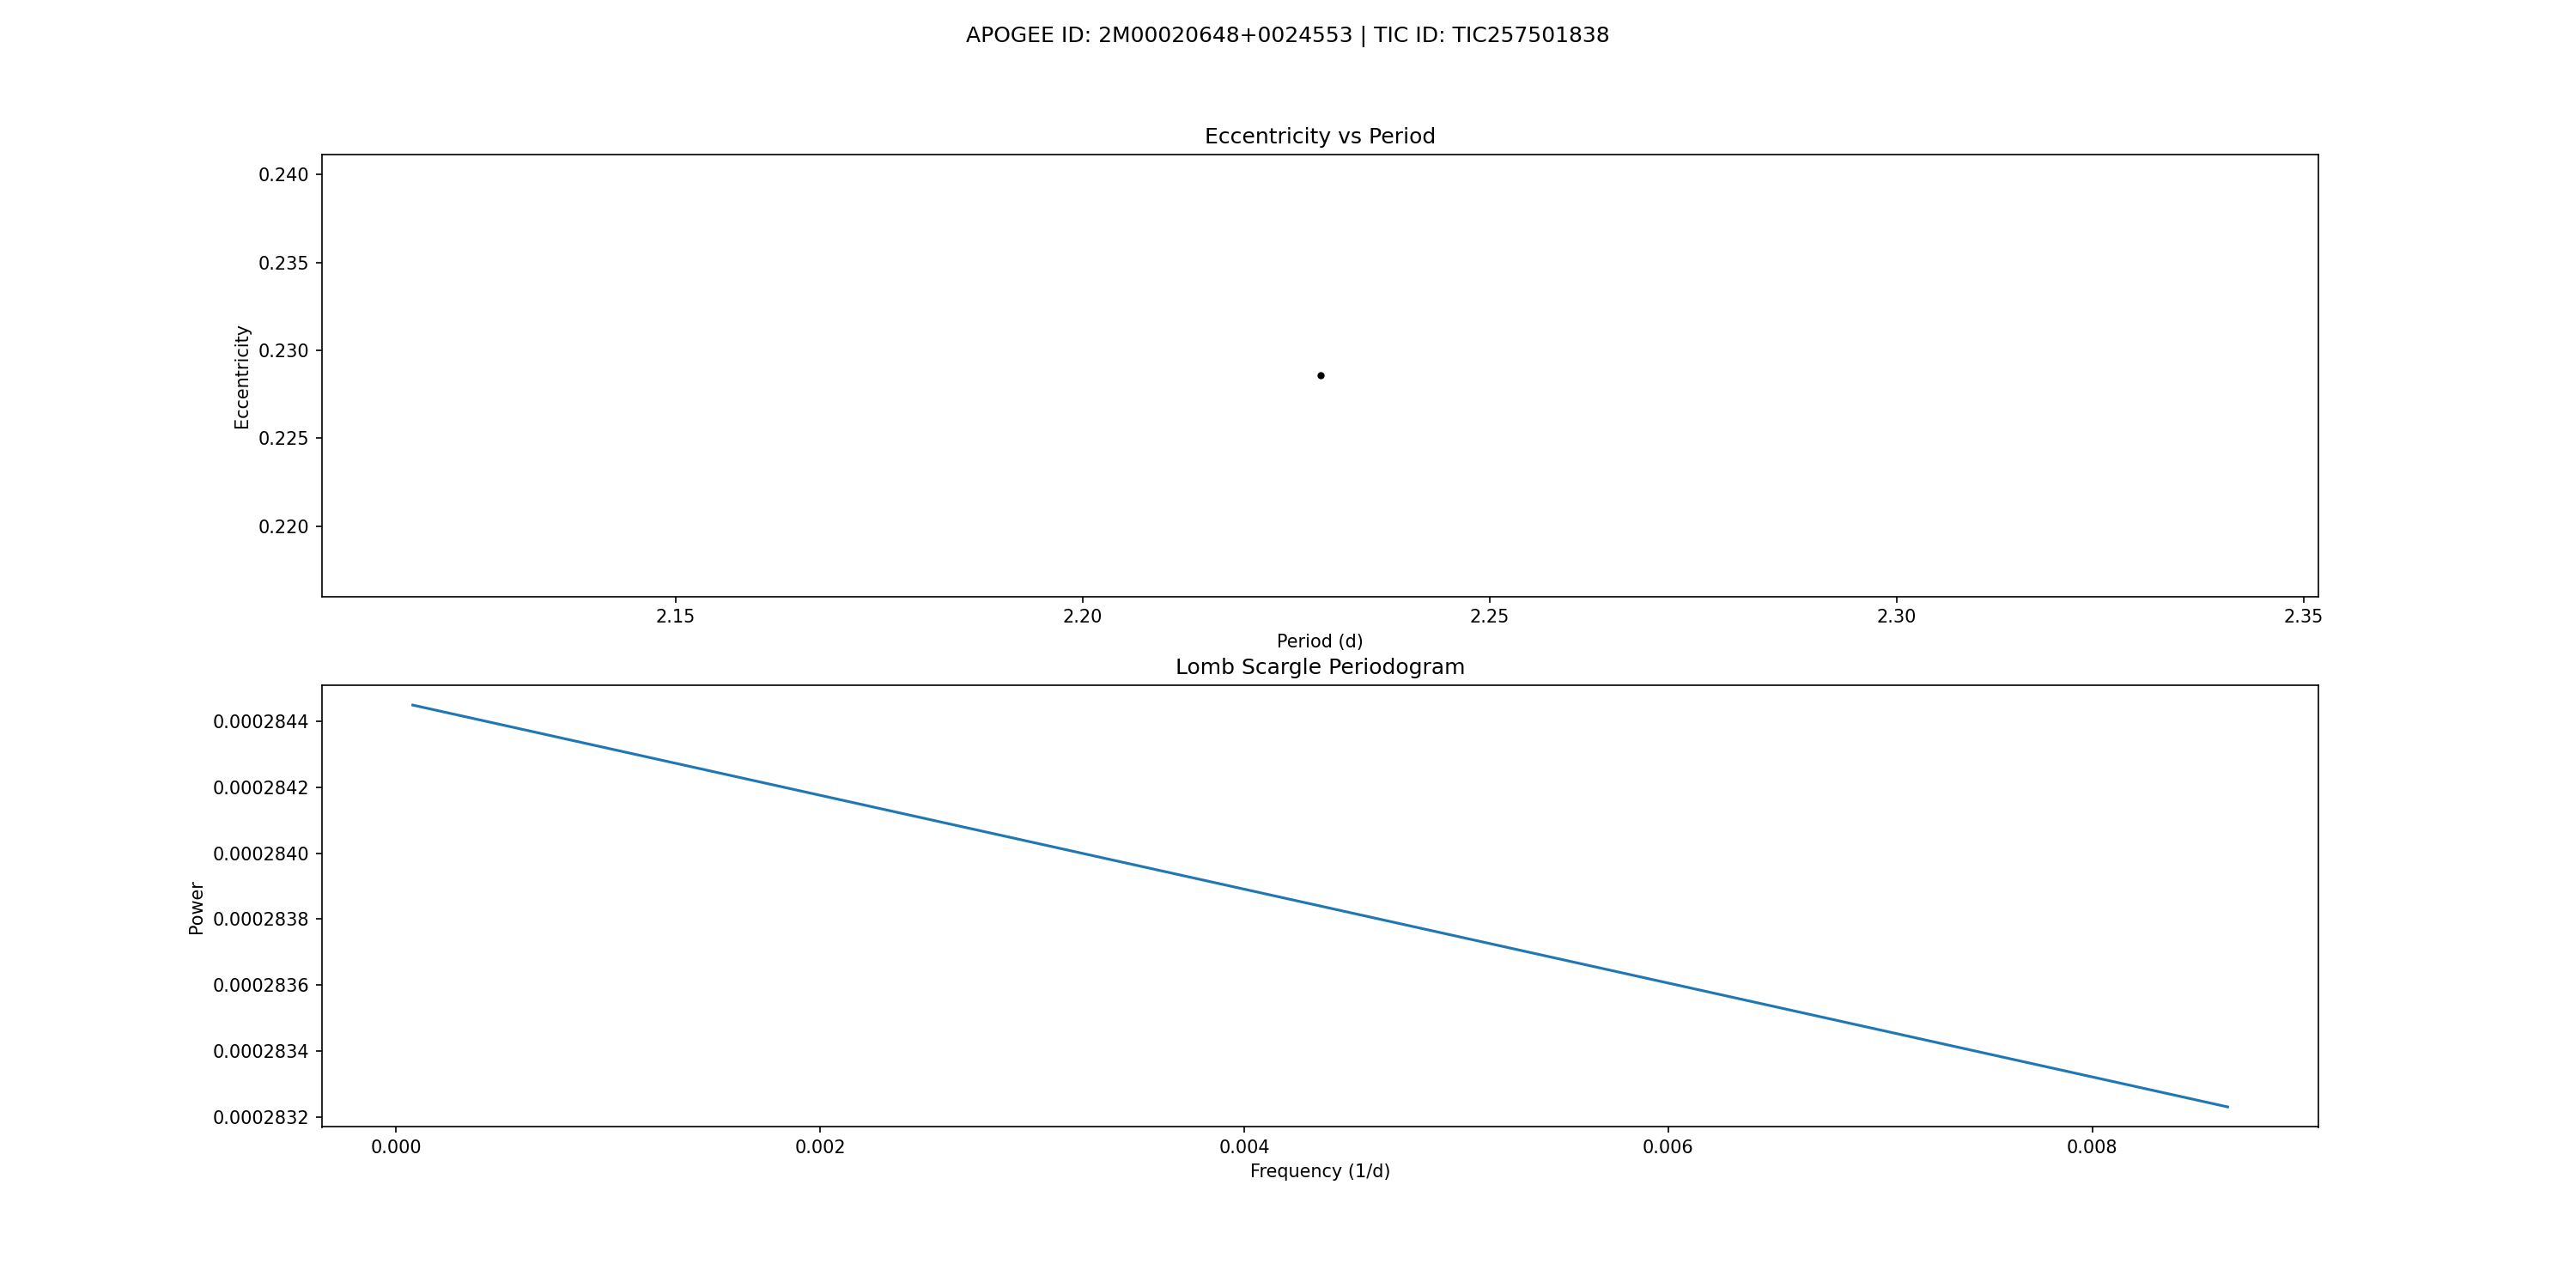 APOGEE ID: 2M00020648+0024553 | TIC ID: TIC257501838
Eccentricity vs Period
0.240
0.235
0.230
0.225
0.220
Eccentricity
2.15 2.20 2.25 2.30 2.35
Period (d)
Lomb Scargle Periodogram
0.0002844
0.0002842
0.0002840
0.0002838
0.0002836
0.0002834
0.0002832
Power
0.000 0.002 0.004 0.006 0.008
Frequency (1/d)